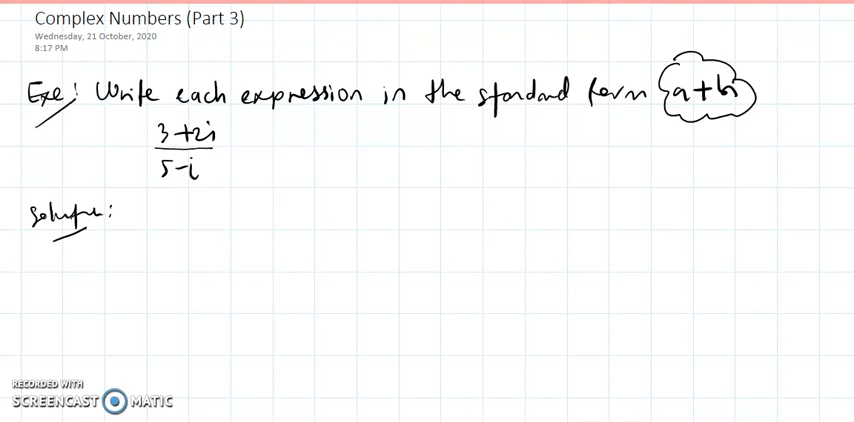 Complex Numbers (Part 3)
Wednesday, 21 October, 2020
8:17 PM
Exe: Write each expression in the standard form a+bi
3+2i
5-i
Solution:
RECORDED WITH
SCREENCAST MATIC